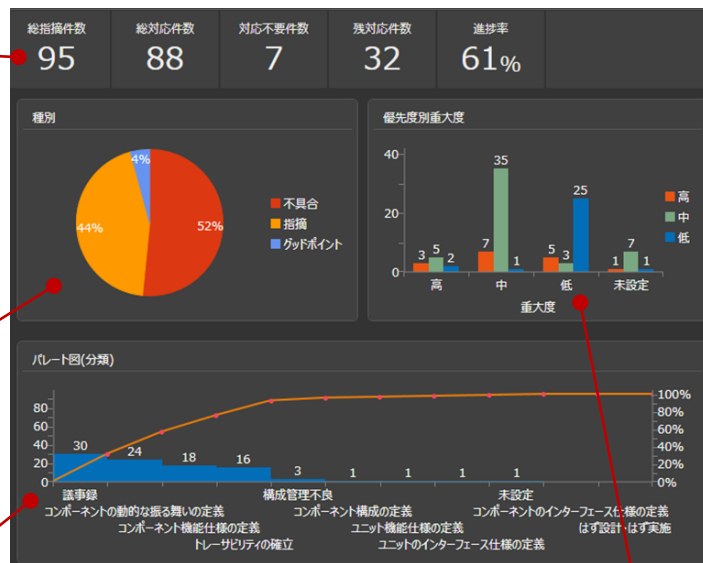 総指摘件数 総対応件数 対応不要件数 残対応件数 進捗率
95 88 7 32 61%
種別
4%
44% 52%
不具合
指摘
グッドポイント
優先度別重大度
40
20
0
3 5 2 7 35 1 5 3 25 1 7 1
高 中 低 未設定
重大度
高
中
低
パレート図(分類)
80
60
40
20
0
30 24 18 16 3 1 1 1 1
100%
80%
60%
40%
20%
0%
議事録 構成管理不良 未設定
コンポーネントの動的な振る舞いの定義 コンポーネント構成の定義 コンポーネントのインターフェース仕様の定義
コンポーネント機能仕様の定義 ユニット機能仕様の定義 はず設計・はず実施
トレーサビリティの確立 ユニットのインターフェース仕様の定義